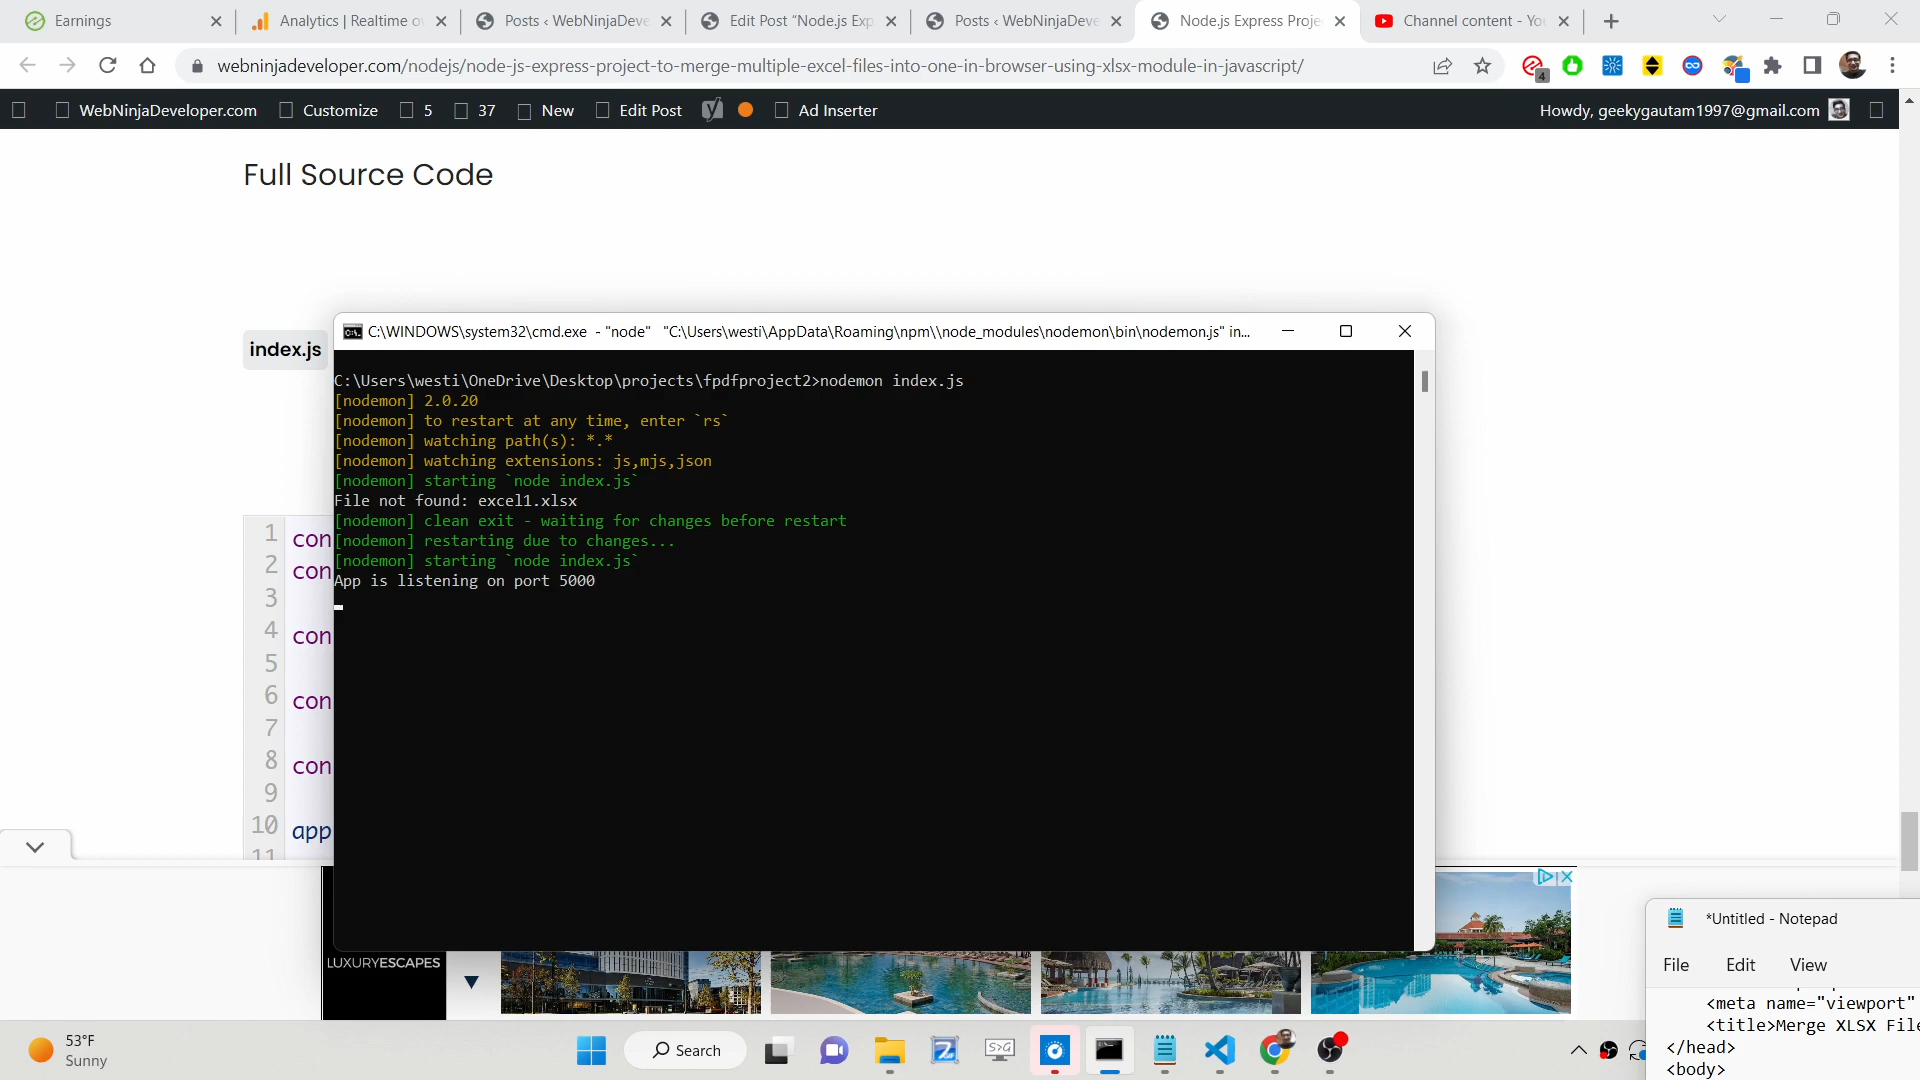 Earnings
Analytics | Realtime o
Posts ‹ WebNinjaDeve
Edit Post "Node.js Exp
Posts ‹ WebNinjaDeve
Node.js Express Proje
Channel content - Yo
webninjadeveloper.com/nodejs/node-js-express-project-to-merge-multiple-excel-files-into-one-in-browser-using-xlsx-module-in-javascript/
4
WebNinjaDeveloper.com Customize 5 37 New Edit Post Ad Inserter
Howdy, geekygautam1997@gmail.com
Full Source Code
index.js
C:\WINDOWS\system32\cmd.exe - "node" "C:\Users\westi\AppData\Roaming\npm\\node_modules\nodemon\bin\nodemon.js" in...
C:\Users\westi\OneDrive\Desktop\projects\fpdfproject2>nodemon index.js
[nodemon] 2.0.20
[nodemon] to restart at any time, enter `rs`
[nodemon] watching path(s): *.*
[nodemon] watching extensions: js,mjs,json
[nodemon] starting `node index.js`
File not found: excel1.xlsx
[nodemon] clean exit - waiting for changes before restart
[nodemon] restarting due to changes...
[nodemon] starting `node index.js`
App is listening on port 5000
1 con
2 con
3
4 con
5
6 con
7
8 con
9
10 app
11
LUXURYESCAPES
*Untitled - Notepad
File Edit View
<meta name="viewport"
<title>Merge XLSX File
</head>
<body>
53°F
Sunny
Search